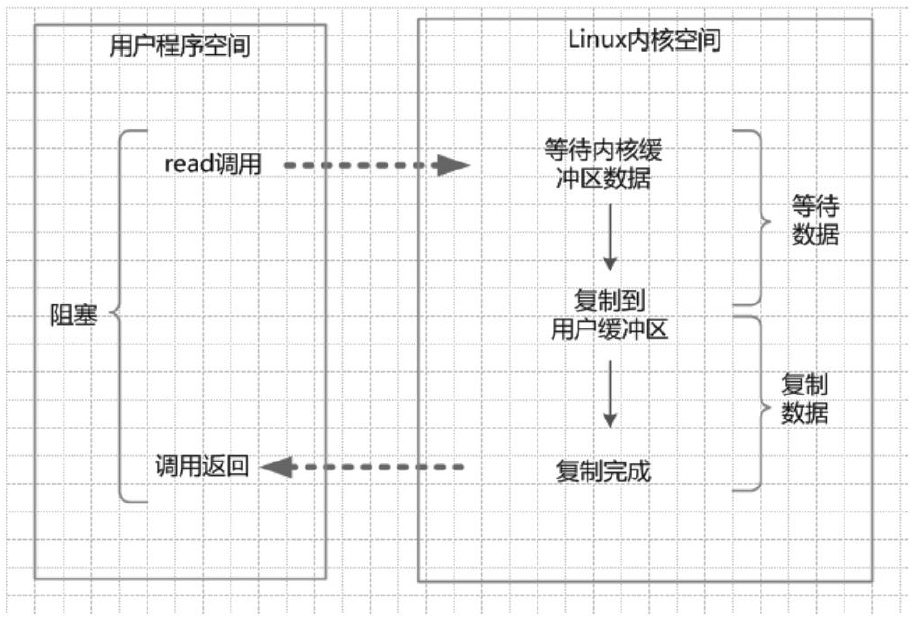 用户程序空间
Linux内核空间
read调用
等待内核缓
冲区数据
等待
数据
阻塞
复制到
用户缓冲区
复制
数据
调用返回
复制完成